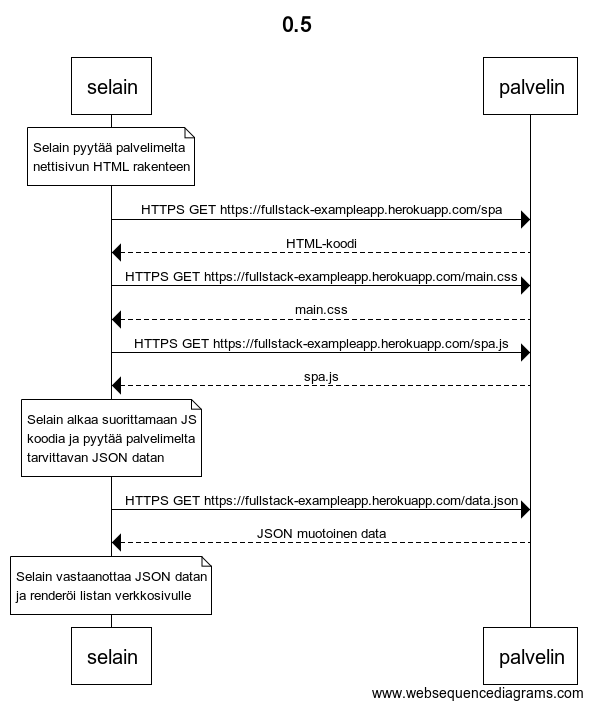 0.5
selain
palvelin
Selain pyytää palvelimelta
nettisivun HTML rakenteen
HTTPS GET https://fullstack-exampleapp.herokuapp.com/spa
HTML-koodi
HTTPS GET https://fullstack-exampleapp.herokuapp.com/main.css
main.css
HTTPS GET https://fullstack-exampleapp.herokuapp.com/spa.js
spa.js
Selain alkaa suorittamaan JS
koodia ja pyytää palvelimelta
tarvittavan JSON datan
HTTPS GET https://fullstack-exampleapp.herokuapp.com/data.json
JSON muotoinen data
Selain vastaanottaa JSON datan
ja renderöi listan verkkosivulle
selain
palvelin
www.websequencediagrams.com